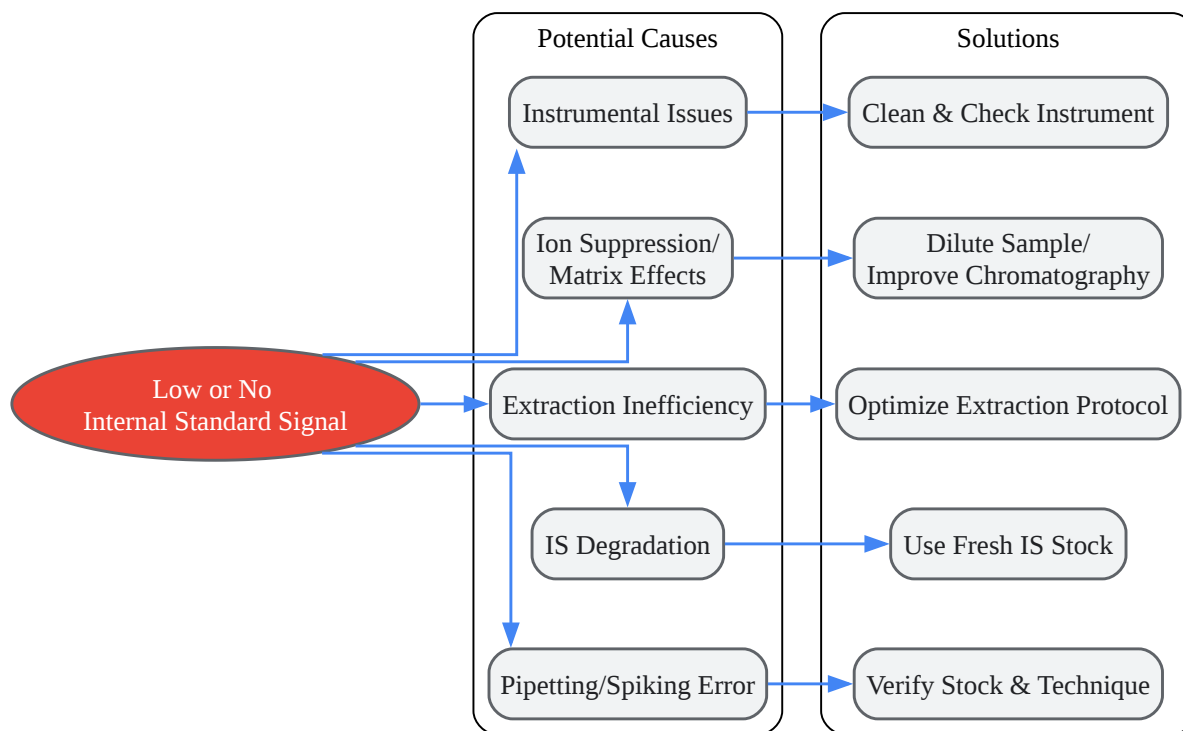 Potential Causes
Solutions
Instrumental Issues
Clean & Check Instrument
Ion Suppression/
Matrix Effects
Dilute Sample/
Improve Chromatography
Low or No
Internal Standard Signal
Extraction Inefficiency
Optimize Extraction Protocol
IS Degradation
Use Fresh IS Stock
Pipetting/Spiking Error
Verify Stock & Technique